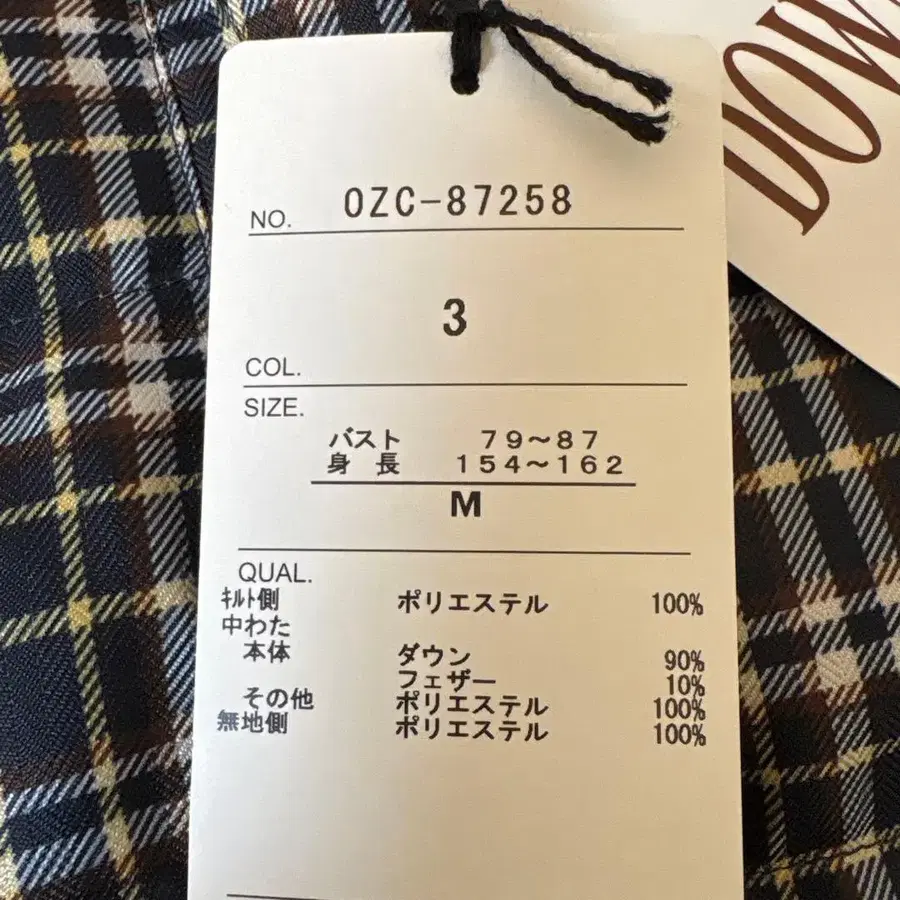 DOW
NO. OZC-87258
3
COL.
SIZE.
バスト 79～87
身長 154～162
M
QUAL.
ｷﾙﾄ側 ポリエステル 100%
中わた
本体 ダウン 90%
フェザー 10%
その他 ポリエステル 100%
無地側 ポリエステル 100%